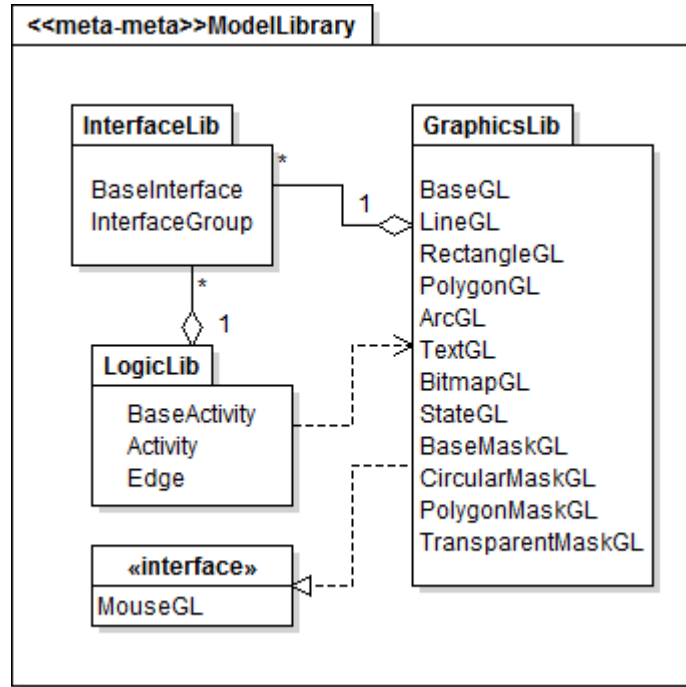 <<meta-meta>>ModelLibrary
InterfaceLib
BaseInterface
InterfaceGroup
*
1
*
1
LogicLib
BaseActivity
Activity
Edge
«interface»
MouseGL
GraphicsLib
BaseGL
LineGL
RectangleGL
PolygonGL
ArcGL
TextGL
BitmapGL
StateGL
BaseMaskGL
CircularMaskGL
PolygonMaskGL
TransparentMaskGL